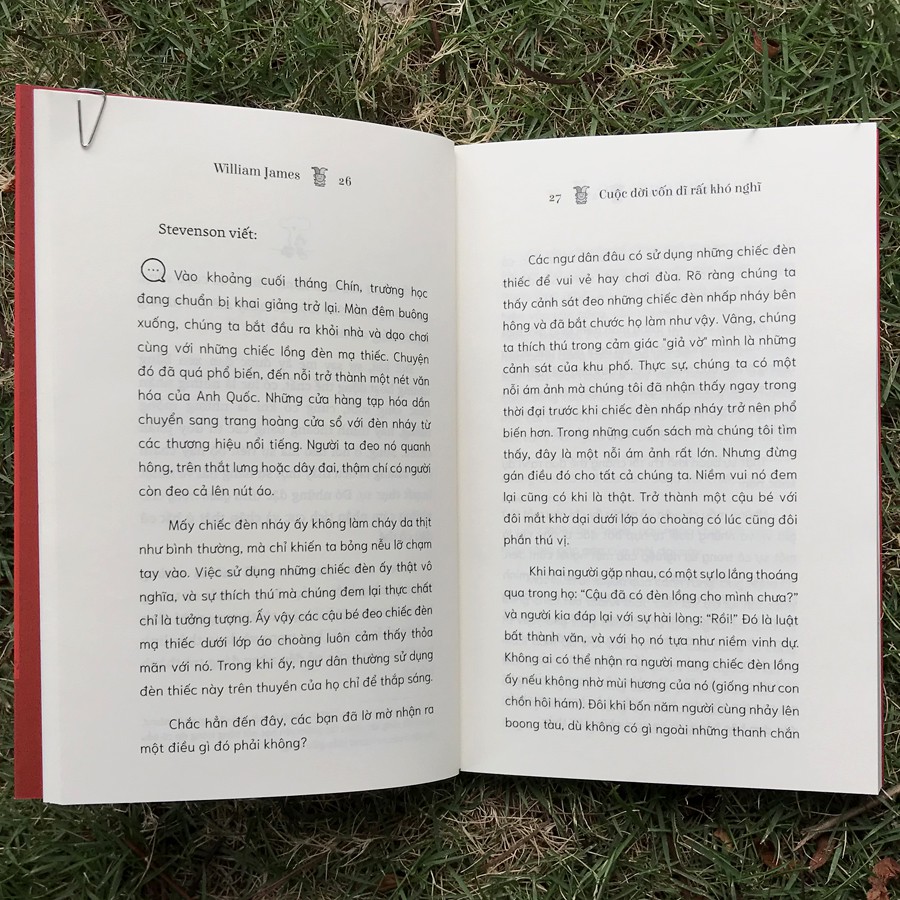 William James 26
Stevenson viết:
Vào khoảng cuối tháng Chín, trường học
đang chuẩn bị khai giảng trở lại. Màn đêm buông
xuống, chúng ta bắt đầu ra khỏi nhà và dạo chơi
cùng với những chiếc lồng đèn mạ thiếc. Chuyện
đó đã quá phổ biến, đến nỗi trở thành một nét văn
hóa của Anh Quốc. Những cửa hàng tạp hóa dần
chuyển sang trang hoàng cửa sổ với đèn nháy từ
các thương hiệu nổi tiếng. Người ta đeo nó quanh
hông, trên thắt lưng hoặc dây đai, thậm chí có người
còn đeo cả lên nút áo.
Mấy chiếc đèn nháy ấy không làm cháy da thịt
như bình thường, mà chỉ khiến ta bỏng nếu lỡ chạm
tay vào. Việc sử dụng những chiếc đèn ấy thật vô
nghĩa, và sự thích thú mà chúng đem lại thực chất
chỉ là tưởng tượng. Ấy vậy các cậu bé đeo chiếc đèn
mạ thiếc dưới lớp áo choàng luôn cảm thấy thỏa
mãn với nó. Trong khi ấy, ngư dân thường sử dụng
đèn thiếc này trên thuyền của họ chỉ để thắp sáng.
Chắc hẳn đến đây, các bạn đã lờ mờ nhận ra
một điều gì đó phải không?
27 Cuộc đời vốn dĩ rất khó nghĩ
Các ngư dân đâu có sử dụng những chiếc đèn
thiếc để vui vẻ hay chơi đùa. Rõ ràng chúng ta
thấy cảnh sát đeo những chiếc đèn nhấp nháy bên
hông và đã bắt chước họ làm như vậy. Vâng, chúng
ta thích thú trong cảm giác "giả vờ" mình là những
cảnh sát của khu phố. Thực sự, chúng ta có một
nỗi ám ảnh mà chúng tôi đã nhận thấy ngay trong
thời đại trước khi chiếc đèn nhấp nháy trở nên phổ
biến hơn. Trong những cuốn sách mà chúng tôi tìm
thấy, đây là một nỗi ám ảnh rất lớn. Nhưng đừng
gán điều đó cho tất cả chúng ta. Niềm vui nó đem
lại cũng có khi là thật. Trở thành một cậu bé với
đôi mắt khờ dại dưới lớp áo choàng có lúc cũng đôi
phần thú vị.
Khi hai người gặp nhau, có một sự lo lắng thoáng
qua trong họ: “Cậu đã có đèn lồng cho mình chưa?”
và người kia đáp lại với sự hài lòng: “Rồi!” Đó là luật
bất thành văn, và với họ nó tựa như niềm vinh dự.
Không ai có thể nhận ra người mang chiếc đèn lồng
ấy nếu không nhờ mùi hương của nó (giống như con
chồn hôi hám). Đôi khi bốn năm người cùng nhảy lên
boong tàu, dù không có gì ngoài những thanh chắn